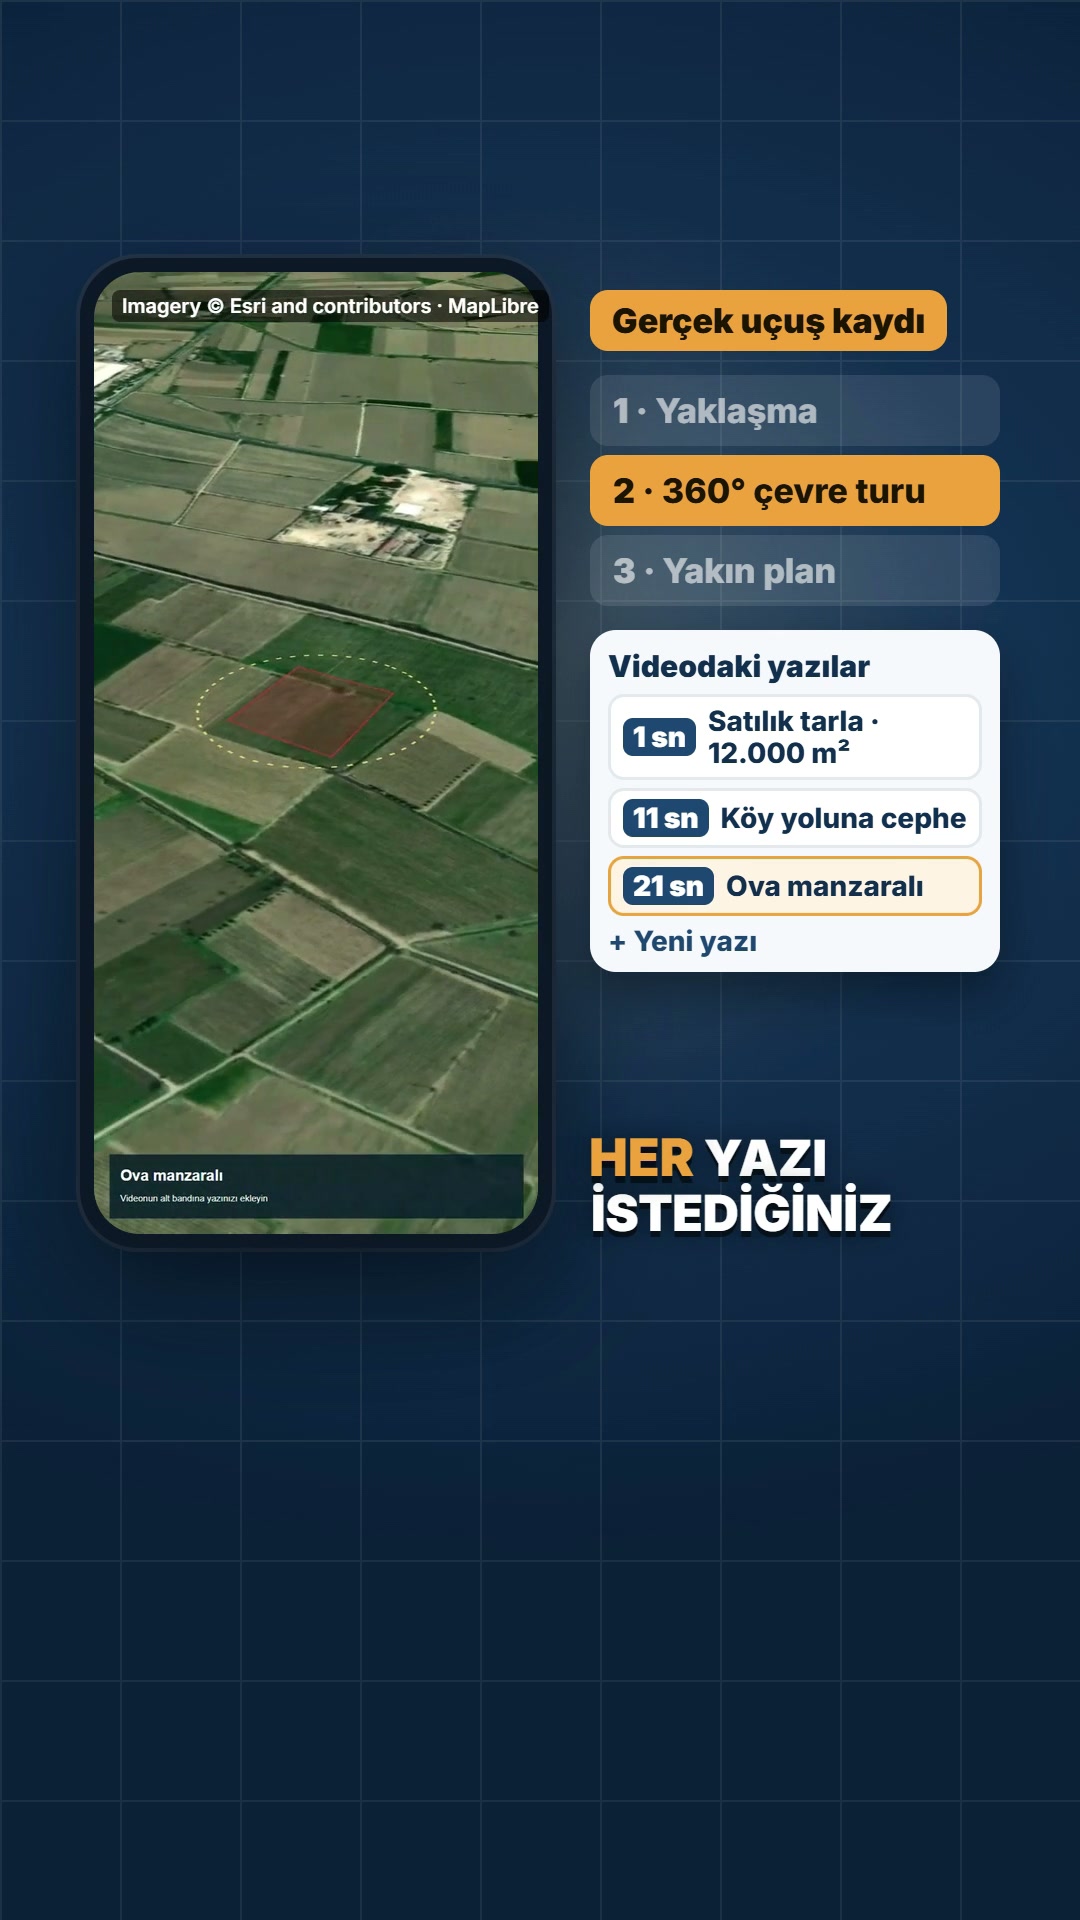 Imagery © Esri and contributors · MapLibre
Ova manzaralı
Videonun alt bandına yazınızı ekleyin
Gerçek uçuş kaydı
1 · Yaklaşma
2 · 360° çevre turu
3 · Yakın plan
Videodaki yazılar
1 sn Satılık tarla ·
12.000 m²
11 sn Köy yoluna cephe
21 sn Ova manzaralı
+ Yeni yazı
HER YAZI
İSTEDİĞİNİZ